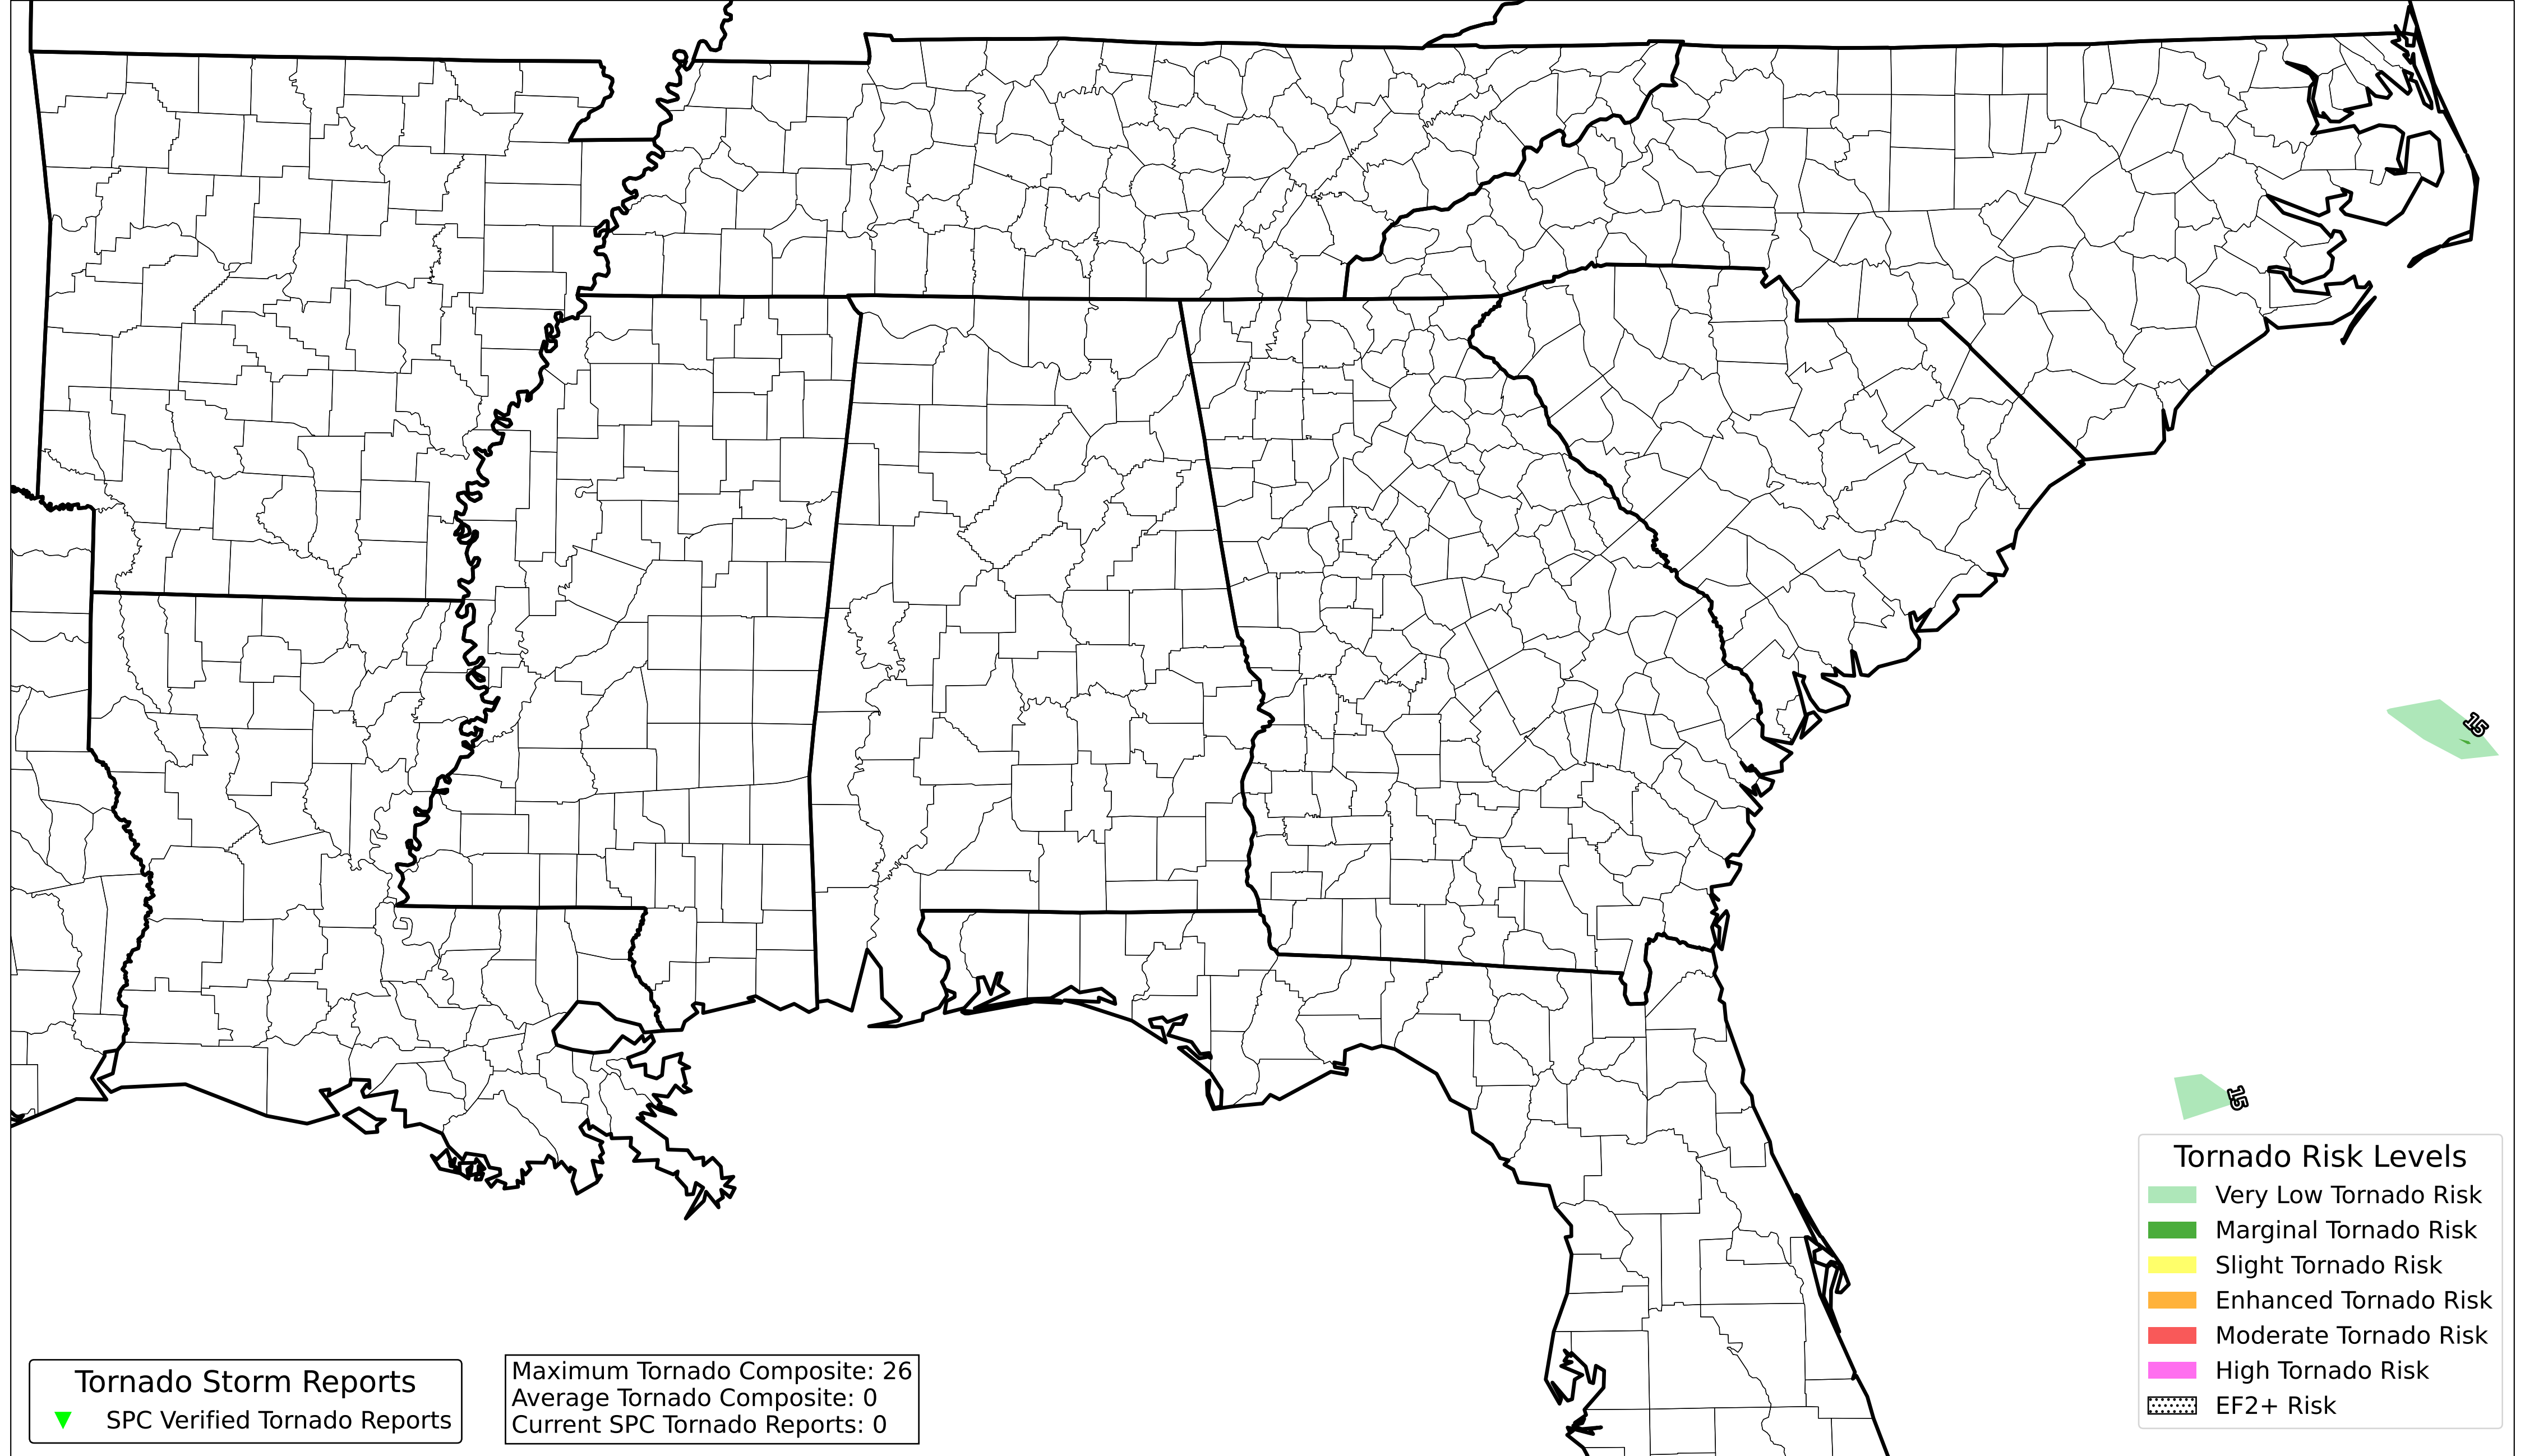 15
15
Tornado Risk Levels
Very Low Tornado Risk
Marginal Tornado Risk
Slight Tornado Risk
Enhanced Tornado Risk
Moderate Tornado Risk
High Tornado Risk
EF2+ Risk
Tornado Storm Reports
SPC Verified Tornado Reports
Maximum Tornado Composite: 26
Average Tornado Composite: 0
Current SPC Tornado Reports: 0